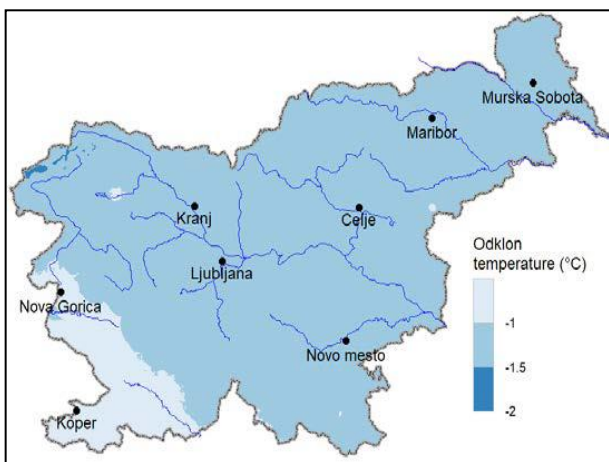 Murska Sobota
Maribor
Kranj
Celje
Ljubljana
Odklon
temperature (°C)
Nova Gorica
-1
Novo mesto
-1.5
Koper
-2